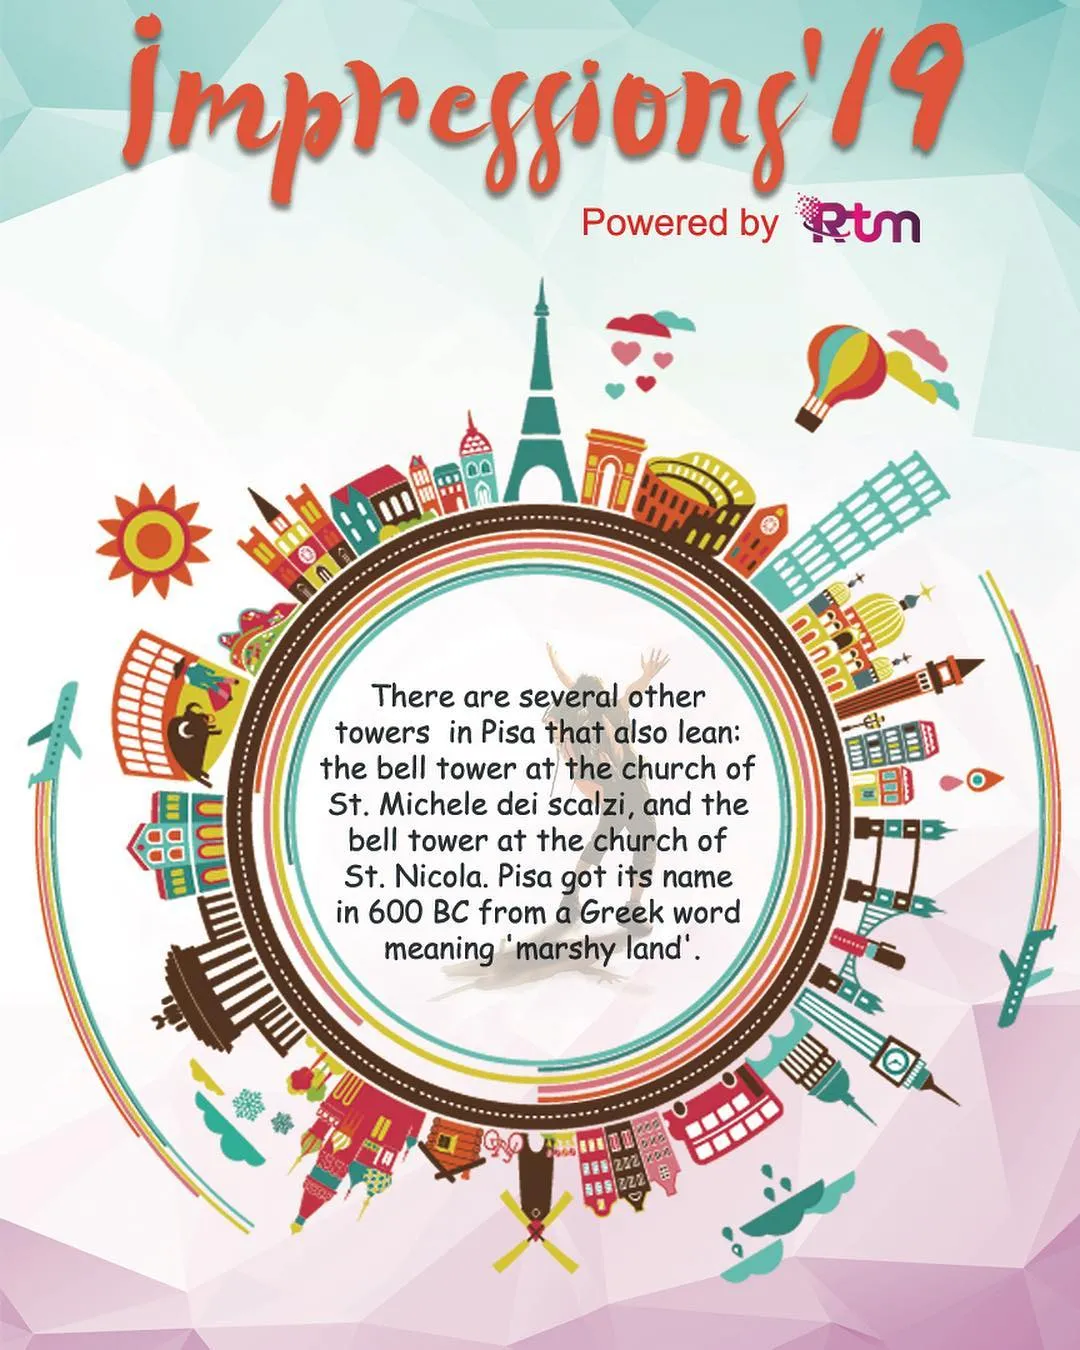 impressions'19
Powered by Rtm
There are several other
towers in Pisa that also lean:
the bell tower at the church of
St. Michele dei scalzi, and the
bell tower at the church of
St. Nicola. Pisa got its name
in 600 BC from a Greek word
meaning 'marshy land'.